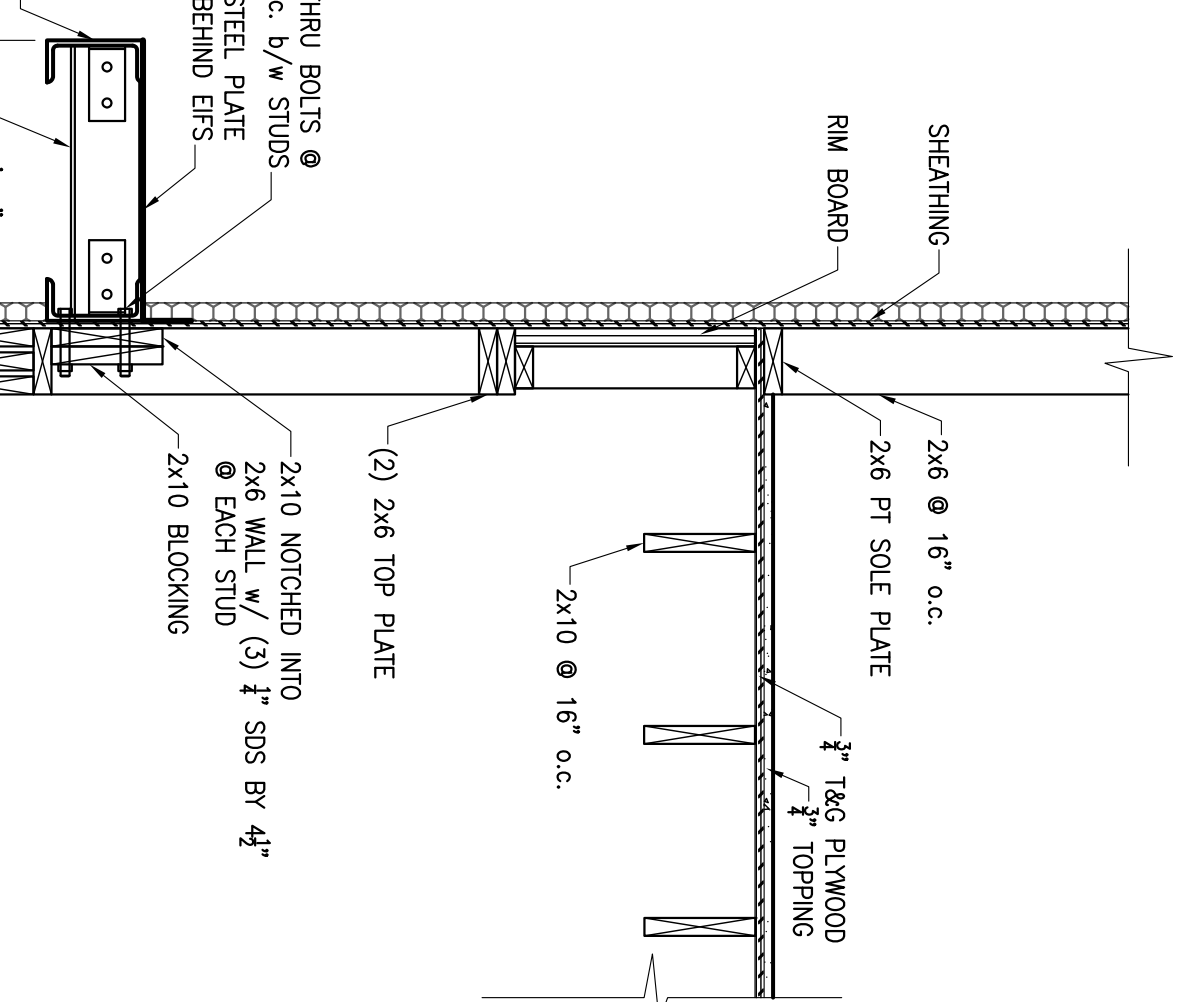 SHEATHING
2x6 @ 16" o.c.
2x6 PT SOLE PLATE
RIM BOARD
¾" T&G PLYWOOD
¾" TOPPING
2x10 @ 16" o.c.
(2) 2x6 TOP PLATE
THRU BOLTS @
c. b/w STUDS
STEEL PLATE
BEHIND EIFS
2x10 NOTCHED INTO
2x6 WALL w/ (3) ¼" SDS BY 4½"
@ EACH STUD
2x10 BLOCKING